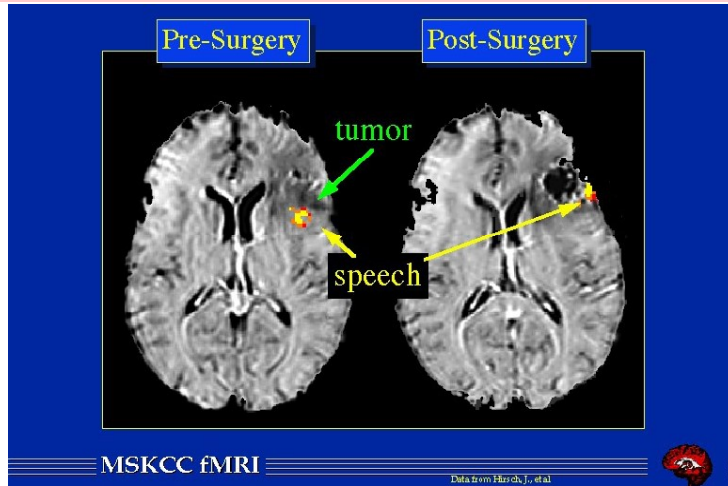 Pre-Surgery
Post-Surgery
tumor
speech
MSKCC fMRI
Data from Hirsch, J., et al